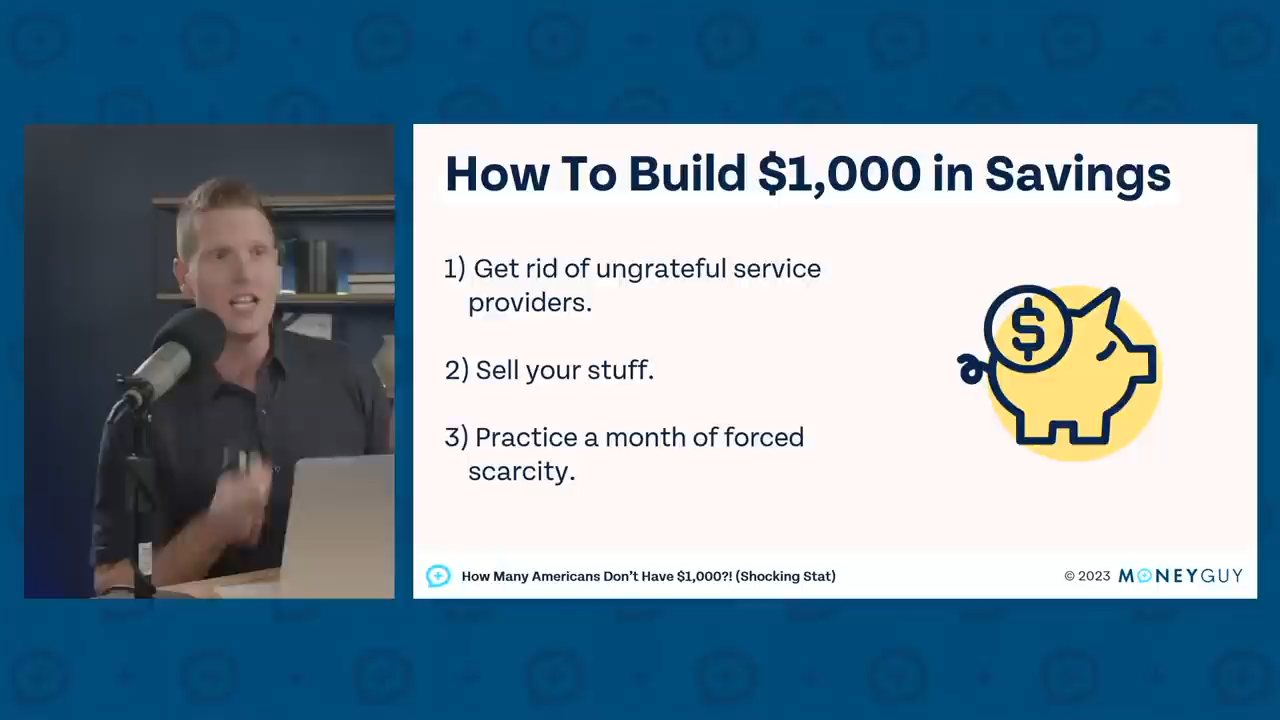 How To Build $1,000 in Savings
1) Get rid of ungrateful service
providers.
2) Sell your stuff.
3) Practice a month of forced
scarcity.
$
How Many Americans Don't Have $1,000?! (Shocking Stat)
© 2023 MONEYGUY